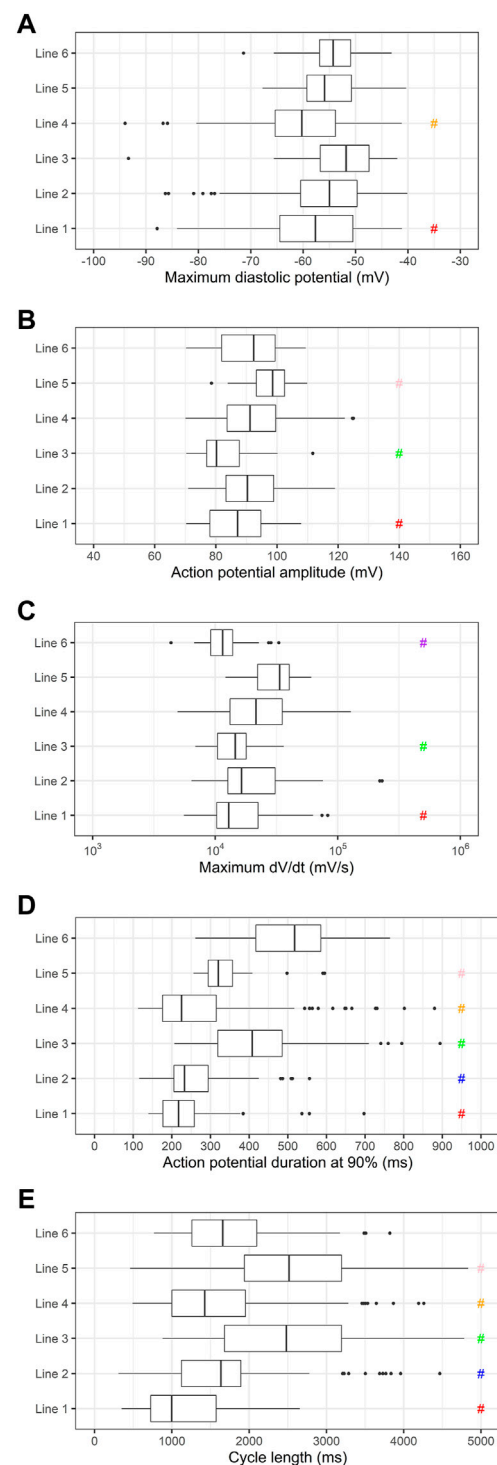 A
Line 6
Line 5
Line 4 #
Line 3
Line 2
Line 1 #
-100 -90 -80 -70 -60 -50 -40 -30
Maximum diastolic potential (mV)
B
Line 6
Line 5 #
Line 4
Line 3 #
Line 2
Line 1 #
40 60 80 100 120 140 160
Action potential amplitude (mV)
C
Line 6 #
Line 5
Line 4
Line 3 #
Line 2
Line 1 #
10³ 10⁴ 10⁵ 10⁶
Maximum dV/dt (mV/s)
D
Line 6
Line 5 #
Line 4 #
Line 3 #
Line 2 #
Line 1 #
0 100 200 300 400 500 600 700 800 900 1000
Action potential duration at 90% (ms)
E
Line 6
Line 5 #
Line 4 #
Line 3 #
Line 2 #
Line 1 #
0 1000 2000 3000 4000 5000
Cycle length (ms)